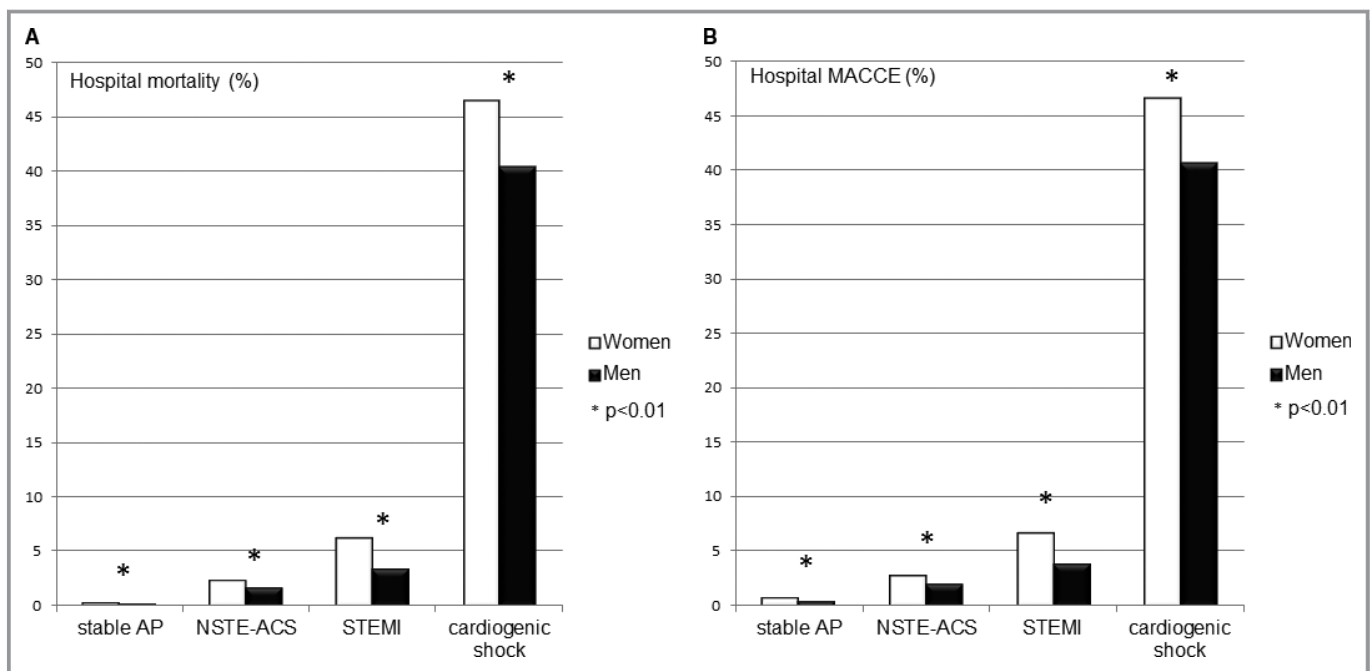 A
Hospital mortality (%)
50
45
40
35
30
25
20
15
10
5
0
*
*
*
*
stable AP
NSTE-ACS
STEMI
cardiogenic
shock
Women
Men
* p<0.01
B
Hospital MACCE (%)
50
45
40
35
30
25
20
15
10
5
0
*
*
*
*
stable AP
NSTE-ACS
STEMI
cardiogenic
shock
Women
Men
* p<0.01